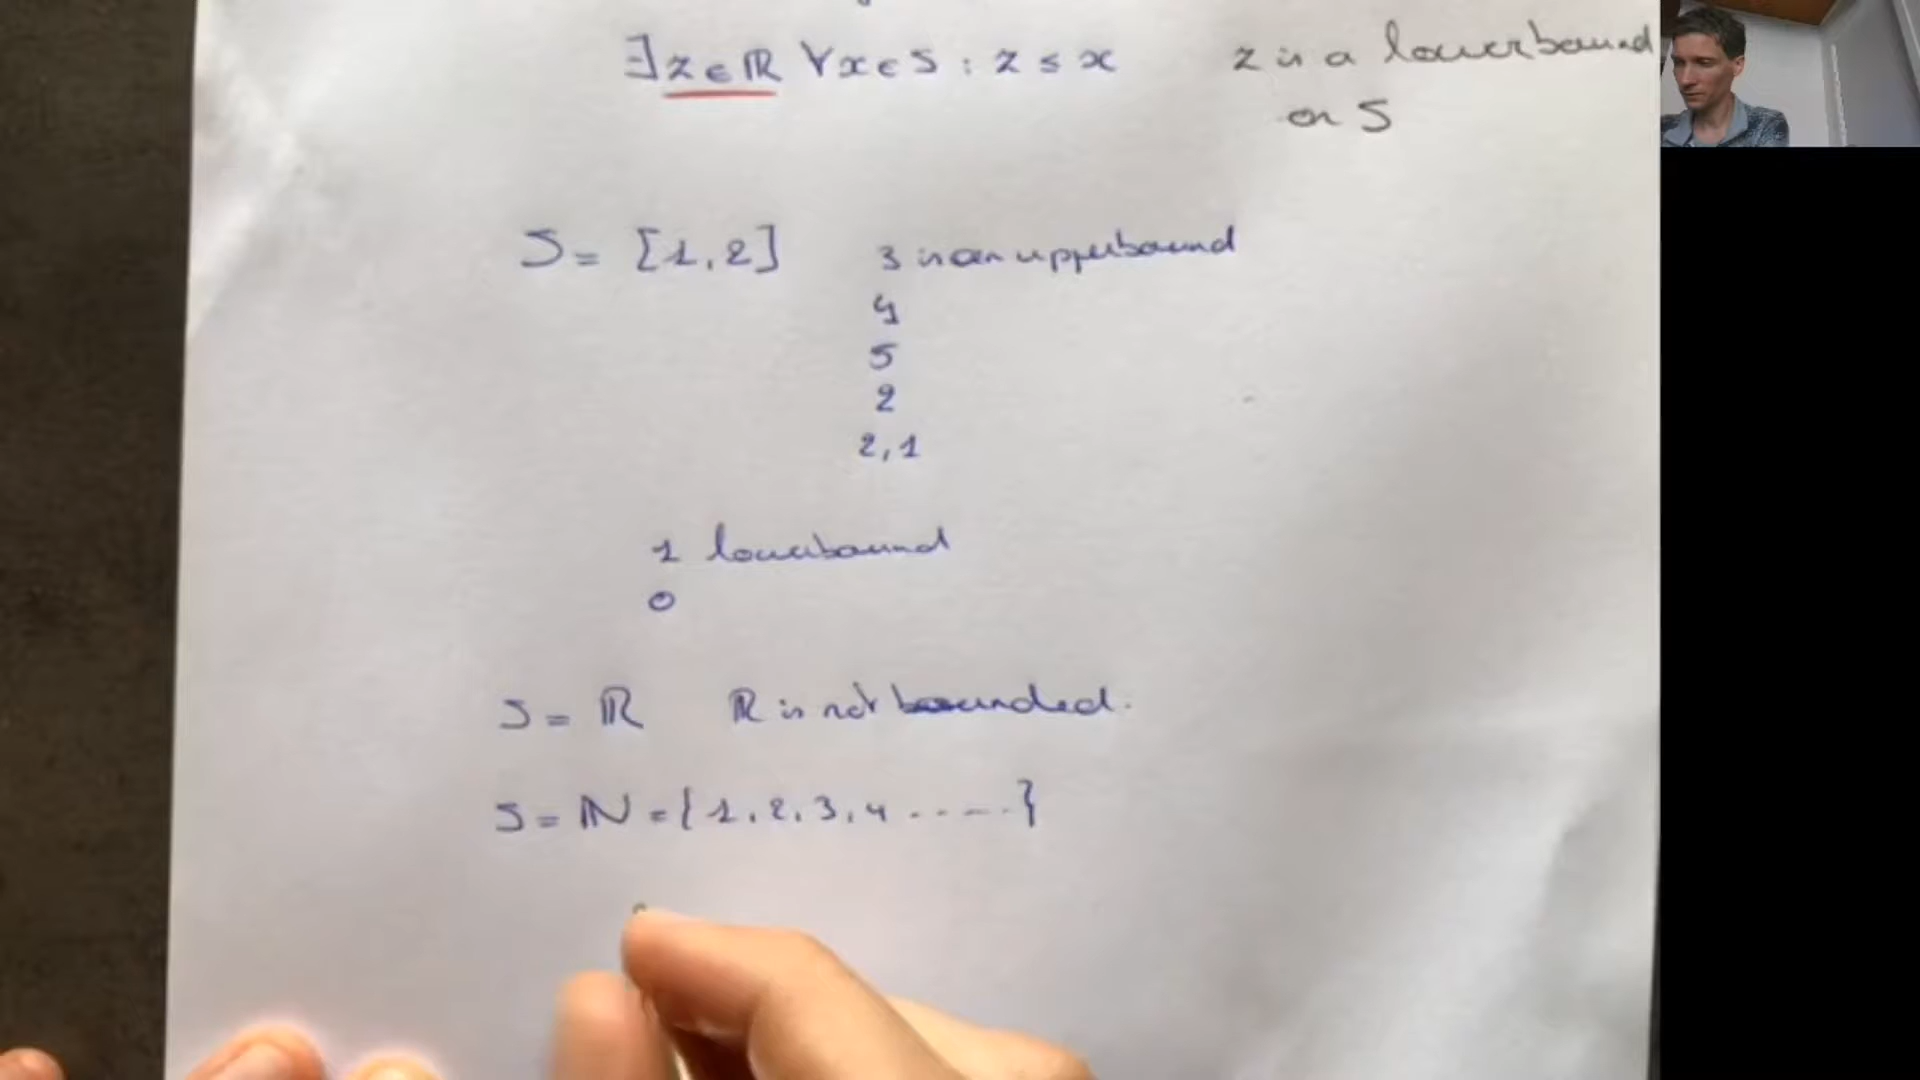 ∃ z ∈ ℝ ∀ x ∈ S : z ≤ x z is a lowerbound
on S
S = [1, 2] 3 is an upperbound
4
5
2
2,1
1 lowerbound
0
S = ℝ ℝ is not bounded.
S = ℕ = {1, 2, 3, 4 . . . . . }